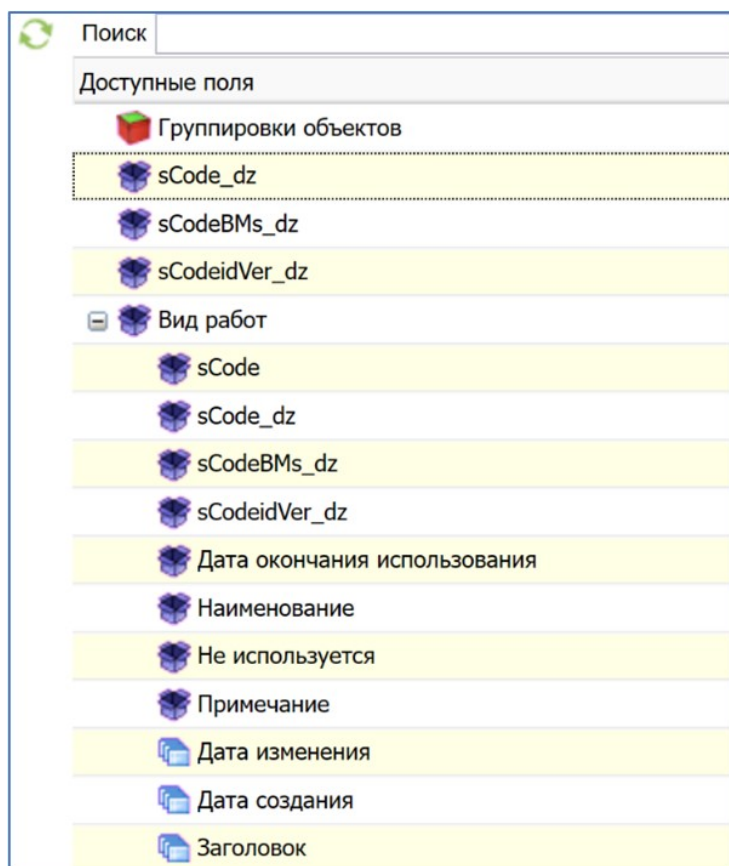 Поиск
Доступные поля
Группировки объектов
sCode_dz
sCodeBMs_dz
sCodeidVer_dz
Вид работ
sCode
sCode_dz
sCodeBMs_dz
sCodeidVer_dz
Дата окончания использования
Наименование
Не используется
Примечание
Дата изменения
Дата создания
Заголовок